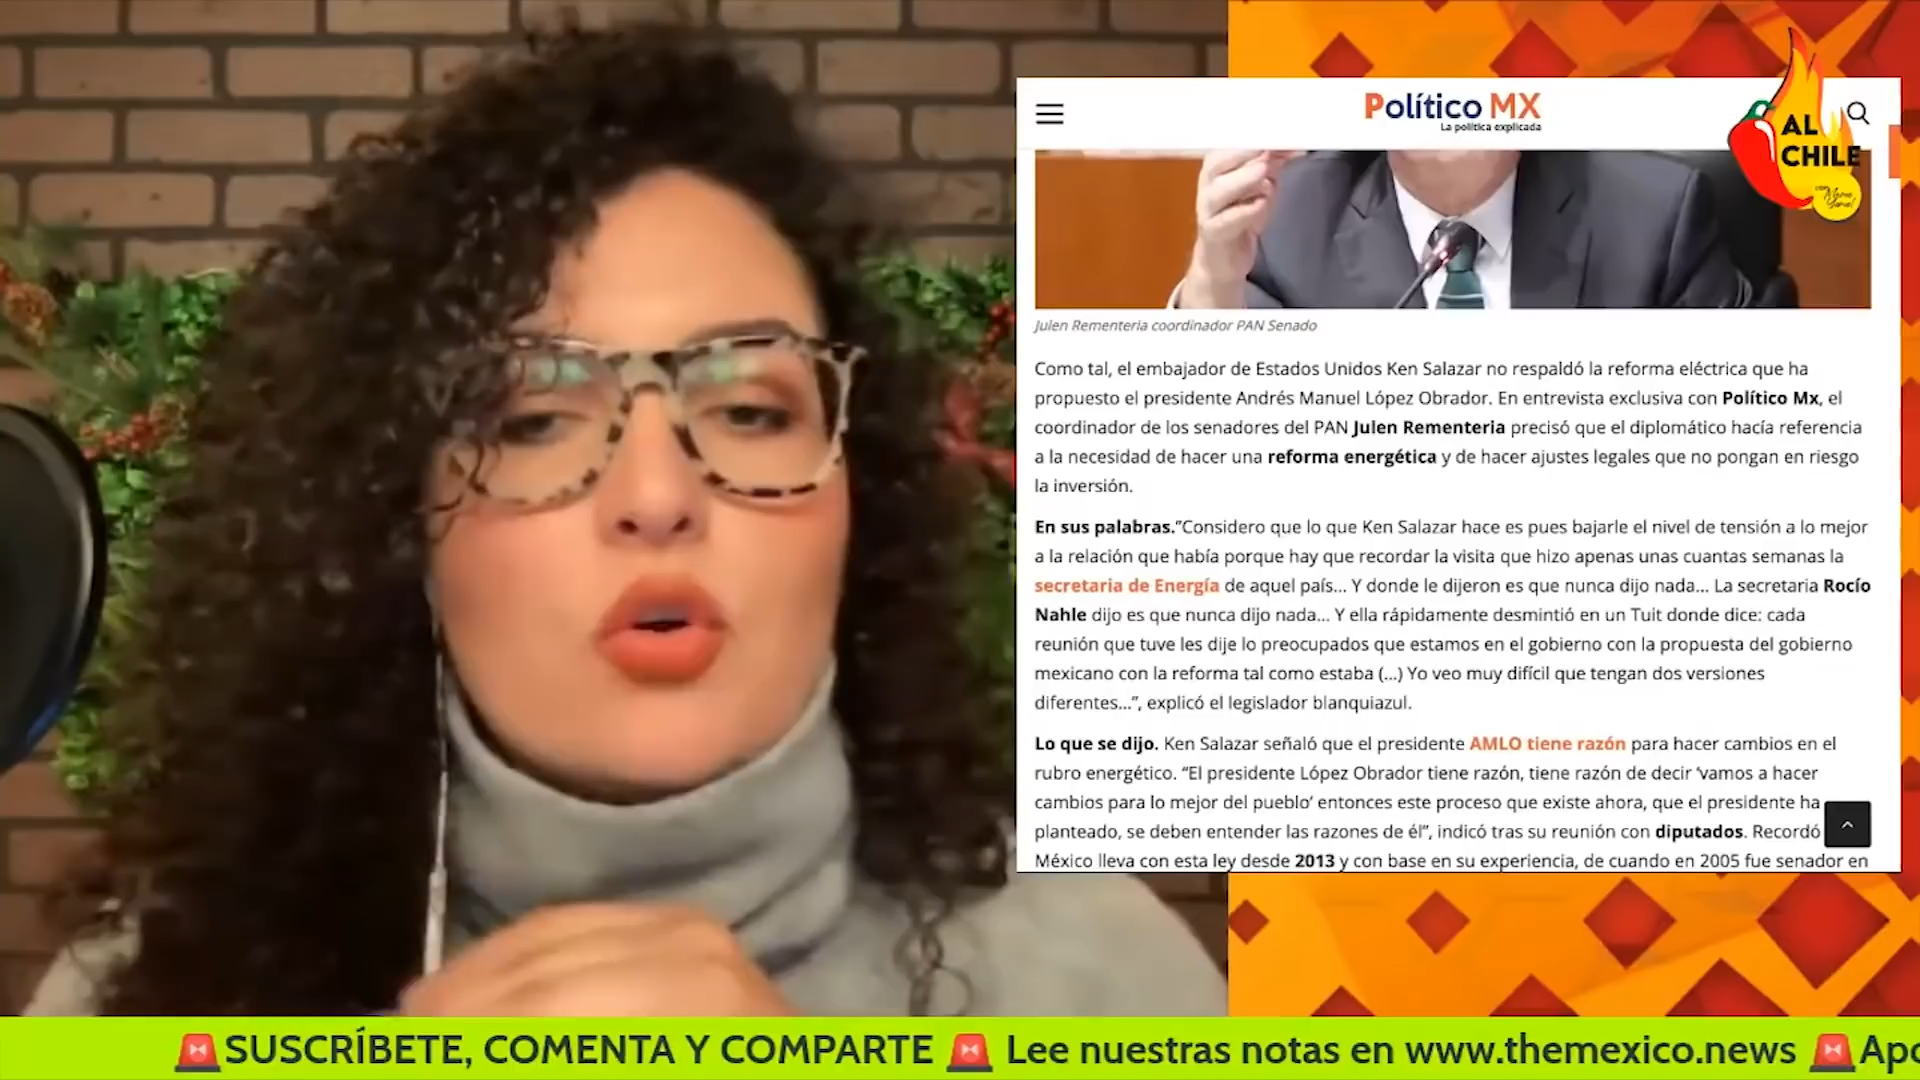 Político MX
La política explicada
AL
CHILE
Julen Rementeria coordinador PAN Senado
Como tal, el embajador de Estados Unidos Ken Salazar no respaldó la reforma eléctrica que ha
propuesto el presidente Andrés Manuel López Obrador. En entrevista exclusiva con Político Mx, el
coordinador de los senadores del PAN Julen Rementeria precisó que el diplomático hacía referencia
a la necesidad de hacer una reforma energética y de hacer ajustes legales que no pongan en riesgo
la inversión.
En sus palabras."Considero que lo que Ken Salazar hace es pues bajarle el nivel de tensión a lo mejor
a la relación que había porque hay que recordar la visita que hizo apenas unas cuantas semanas la
secretaria de Energía de aquel país... Y donde le dijeron es que nunca dijo nada... La secretaria Rocío
Nahle dijo es que nunca dijo nada... Y ella rápidamente desmintió en un Tuit donde dice: cada
reunión que tuve les dije lo preocupados que estamos en el gobierno con la propuesta del gobierno
mexicano con la reforma tal como estaba (...) Yo veo muy difícil que tengan dos versiones
diferentes...", explicó el legislador blanquiazul.
Lo que se dijo. Ken Salazar señaló que el presidente AMLO tiene razón para hacer cambios en el
rubro energético. “El presidente López Obrador tiene razón, tiene razón de decir ‘vamos a hacer
cambios para lo mejor del pueblo’ entonces este proceso que existe ahora, que el presidente ha
planteado, se deben entender las razones de él”, indicó tras su reunión con diputados. Recordó
México lleva con esta ley desde 2013 y con base en su experiencia, de cuando en 2005 fue senador en
SUSCRÍBETE, COMENTA Y COMPARTE Lee nuestras notas en www.themexico.news Apo